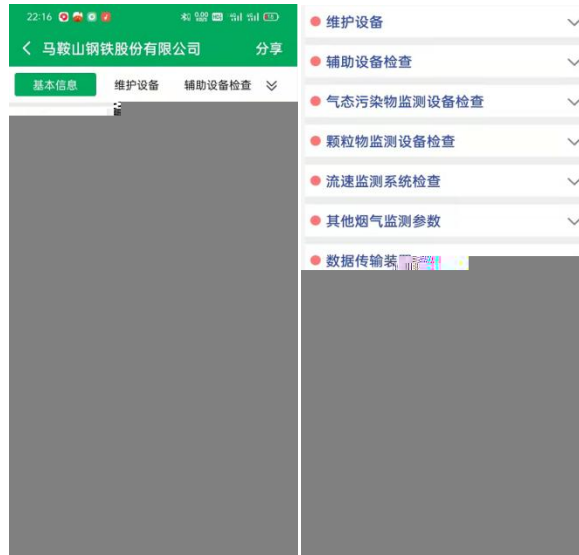 22:16
马鞍山钢铁股份有限公司
分享
基本信息 维护设备 辅助设备检查
维护设备
辅助设备检查
气态污染物监测设备检查
颗粒物监测设备检查
流速监测系统检查
其他烟气监测参数
数据传输装